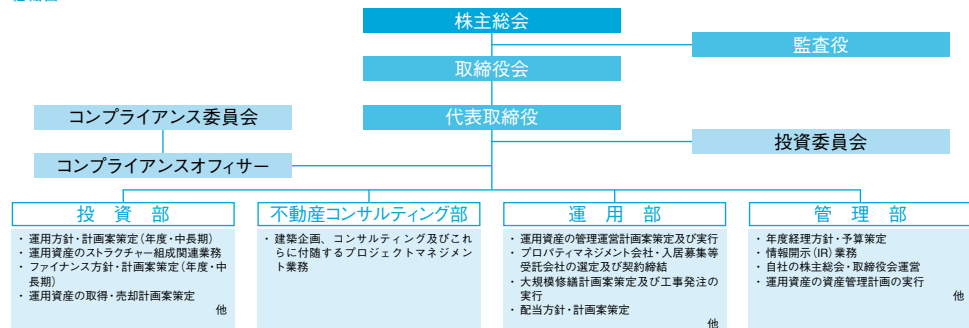 株主総会
監査役
取締役会
コンプライアンス委員会
代表取締役
投資委員会
コンプライアンスオフィサー
投資部
・ 運用方針・計画案策定(年度・中長期)
・ 運用資産のストラクチャー組成関連業務
・ ファイナンス方針・計画案策定(年度・中
長期)
・ 運用資産の取得・売却計画案策定
他
不動産コンサルティング部
・ 建築企画、コンサルティング及びこれ
らに付随するプロジェクトマネジメン
ト業務
運用部
・ 運用資産の管理運営計画案策定及び実行
・ プロパティマネジメント会社・入居募集等
受託会社の選定及び契約締結
・ 大規模修繕計画案策定及び工事発注の
実行
・ 配当方針・計画案策定
他
管理部
・ 年度経理方針・予算策定
・ 情報開示(IR)業務
・ 自社の株主総会・取締役会運営
・ 運用資産の資産管理計画の実行
他